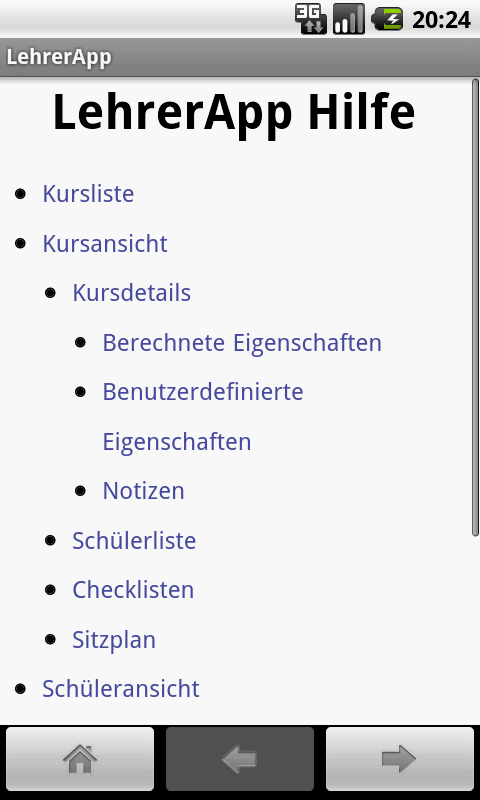 3G
20:24
LehrerApp
LehrerApp Hilfe
Kursliste
Kursansicht
Kursdetails
Berechnete Eigenschaften
Benutzerdefinierte
Eigenschaften
Notizen
Schülerliste
Checklisten
Sitzplan
Schüleransicht